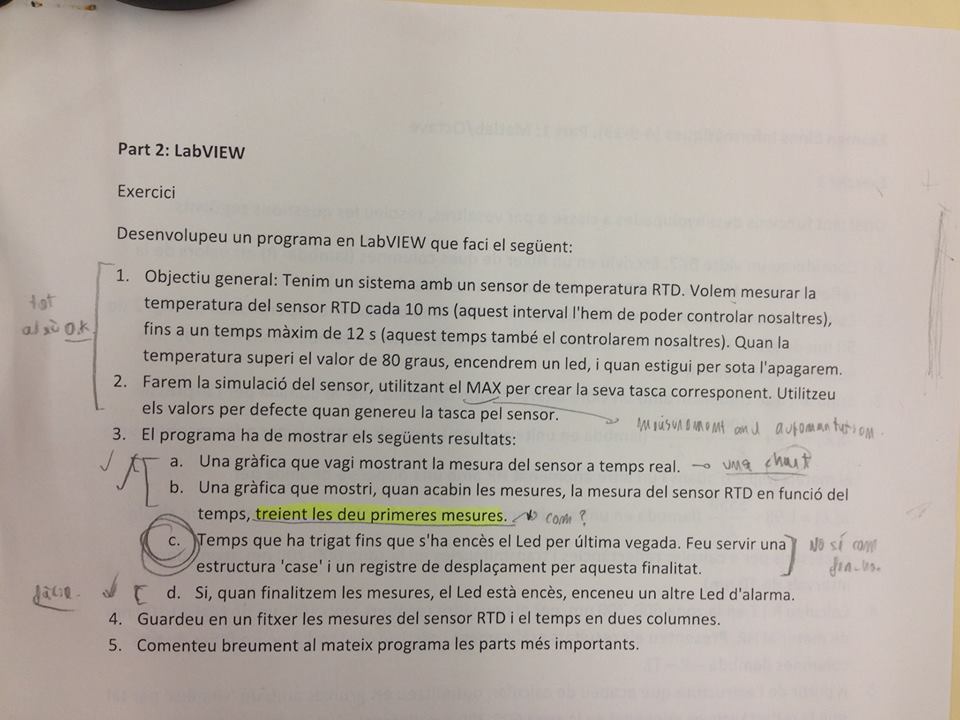 Part 2: LabVIEW
Exercici
Desenvolupeu un programa en LabVIEW que faci el següent:
1. Objectiu general: Tenim un sistema amb un sensor de temperatura RTD. Volem mesurar la
temperatura del sensor RTD cada 10 ms (aquest interval l'hem de poder controlar nosaltres),
tot
això OK
fins a un temps màxim de 12 s (aquest temps també el controlarem nosaltres). Quan la
temperatura superi el valor de 80 graus, encendrem un led, i quan estigui per sota l'apagarem.
2. Farem la simulació del sensor, utilitzant el MAX per crear la seva tasca corresponent. Utilitzeu
els valors per defecte quan genereu la tasca pel sensor.
and
3. El programa ha de mostrar els següents resultats:
a. Una gràfica que vagi mostrant la mesura del sensor a temps real. → una chart
b. Una gràfica que mostri, quan acabin les mesures, la mesura del sensor RTD en funció del
temps, treient les deu primeres mesures. com?
c. Temps que ha trigat fins que s'ha encès el Led per última vegada. Feu servir una
estructura 'case' i un registre de desplaçament per aquesta finalitat.
No sí com
d. Si, quan finalitzem les mesures, el Led està encès, enceneu un altre Led d'alarma.
4. Guardeu en un fitxer les mesures del sensor RTD i el temps en dues columnes.
5. Comenteu breument al mateix programa les parts més importants.